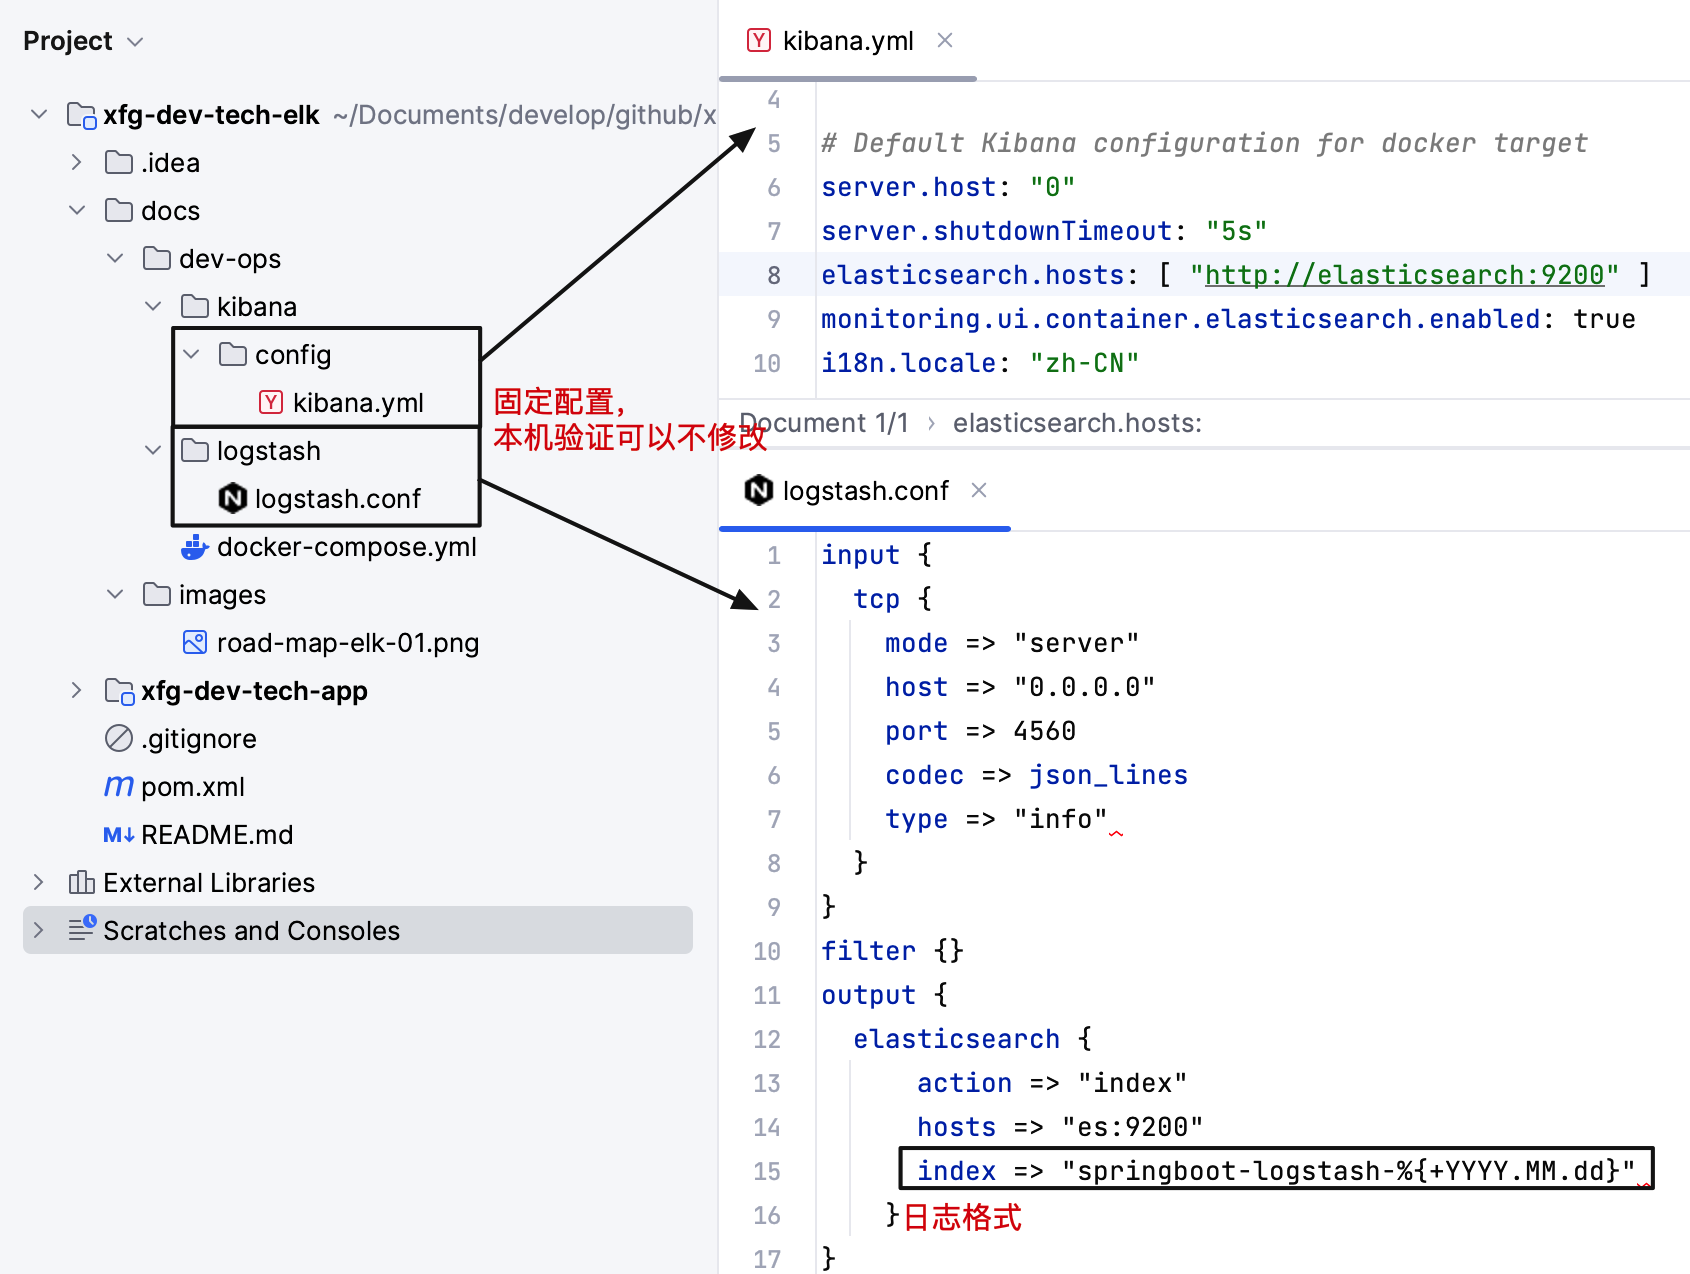 Project
xfg-dev-tech-elk ~/Documents/develop/github/x
.idea
docs
dev-ops
kibana
config
kibana.yml
logstash
logstash.conf
docker-compose.yml
images
road-map-elk-01.png
xfg-dev-tech-app
.gitignore
pom.xml
README.md
External Libraries
Scratches and Consoles
固定配置，
本机验证可以不修改
kibana.yml
4
5 # Default Kibana configuration for docker target
6 server.host: "0"
7 server.shutdownTimeout: "5s"
8 elasticsearch.hosts: [ "http://elasticsearch:9200" ]
9 monitoring.ui.container.elasticsearch.enabled: true
10 i18n.locale: "zh-CN"
Document 1/1 › elasticsearch.hosts:
logstash.conf
1 input {
2 tcp {
3 mode => "server"
4 host => "0.0.0.0"
5 port => 4560
6 codec => json_lines
7 type => "info"
8 }
9 }
10 filter {}
11 output {
12 elasticsearch {
13 action => "index"
14 hosts => "es:9200"
15 index => "springboot-logstash-%{+YYYY.MM.dd}"
16 } 日志格式
17 }